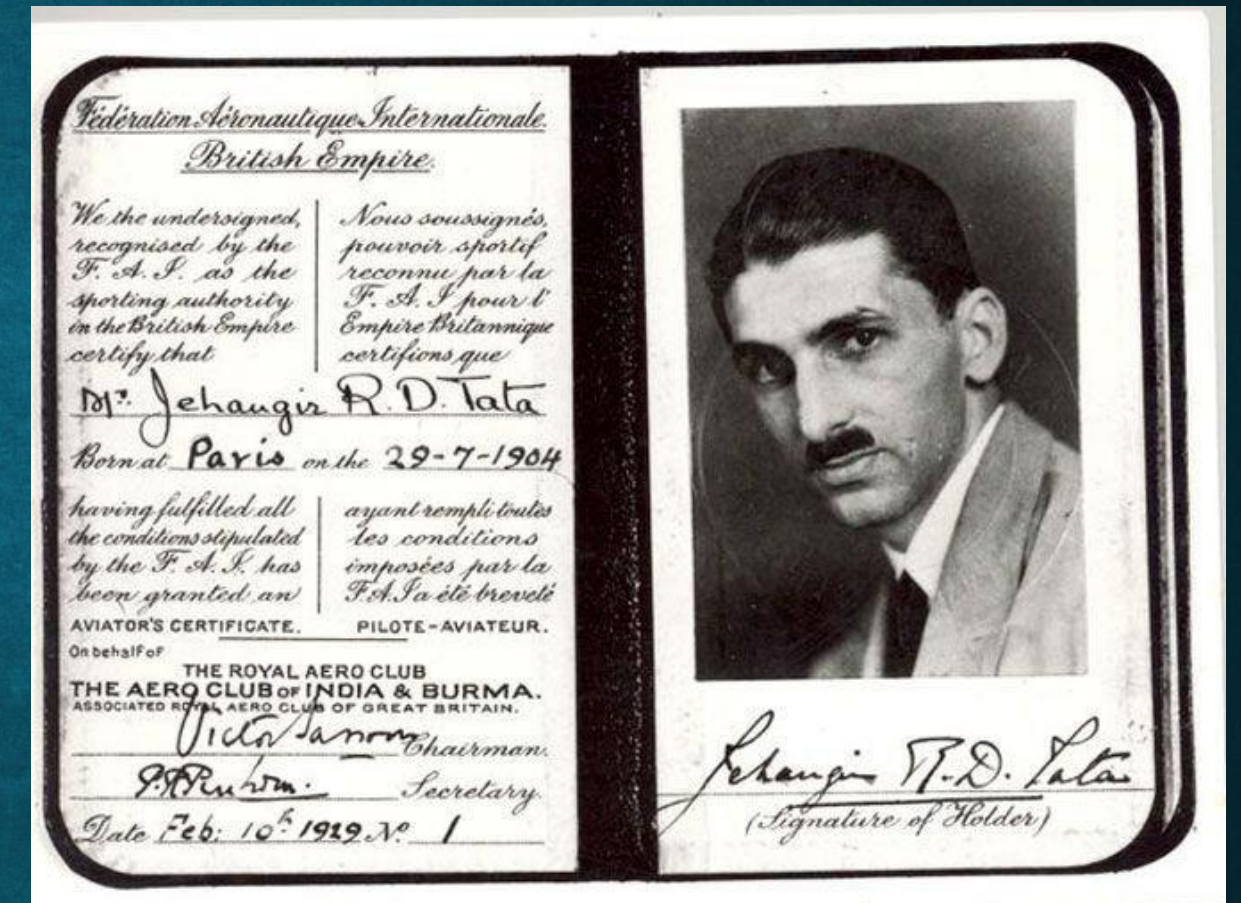 Fédération Aéronautique Internationale.
British Empire.
We the undersigned,
recognised by the
F. A. I. as the
sporting authority
in the British Empire
certify that
Nous soussignés,
pouvoir sportif
reconnu par la
F. A. I pour l'
Empire Britannique
certifions que
Mr. Jehangir R. D. Tata
Born at Paris on the 29-7-1904
having fulfilled all
the conditions stipulated
by the F. A. I. has
been granted an
AVIATOR'S CERTIFICATE.
ayant rempli toutes
les conditions
imposées par la
F. A. I a été breveté
PILOTE-AVIATEUR.
On behalf of
THE ROYAL AERO CLUB
THE AERO CLUB OF INDIA & BURMA.
ASSOCIATED ROYAL AERO CLUB OF GREAT BRITAIN.
Victor Sassoon Chairman.
Secretary.
Date Feb: 10th 1929 No. 1
Jehangir R. D. Tata
(Signature of Holder)